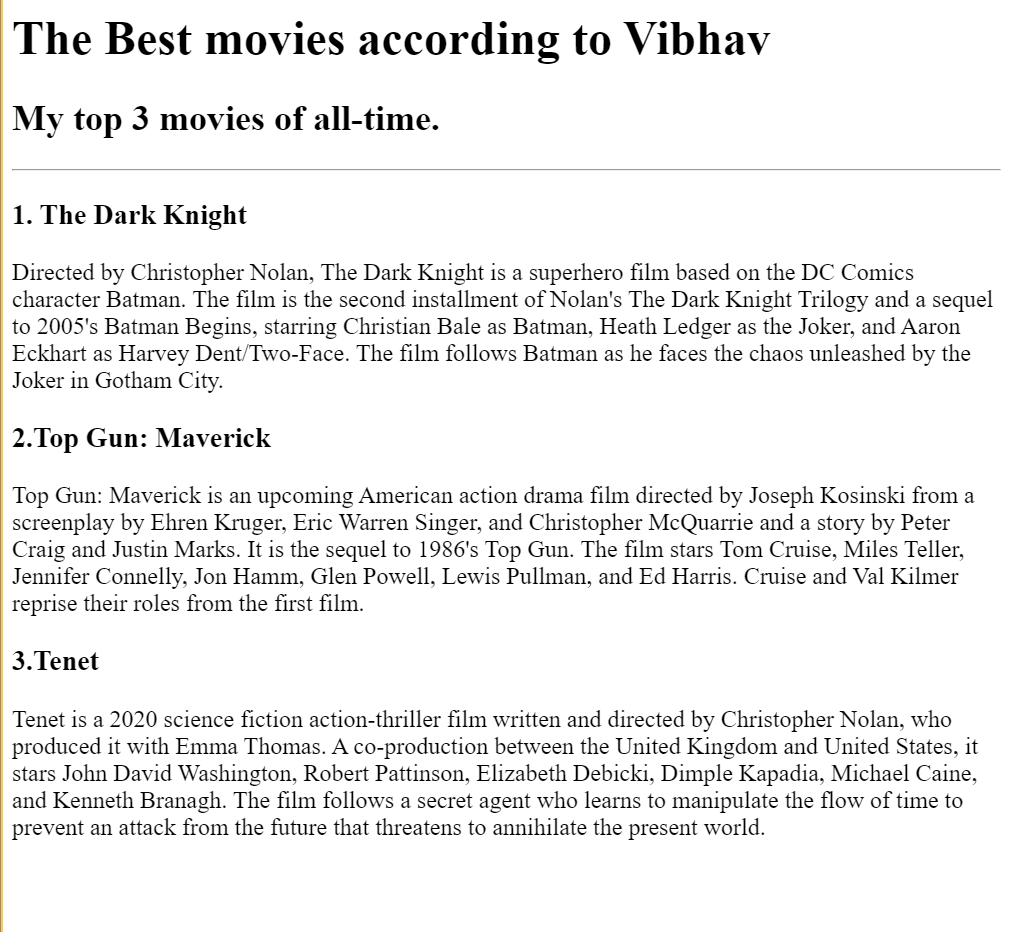 The Best movies according to Vibhav
My top 3 movies of all-time.
1. The Dark Knight
Directed by Christopher Nolan, The Dark Knight is a superhero film based on the DC Comics
character Batman. The film is the second installment of Nolan's The Dark Knight Trilogy and a sequel
to 2005's Batman Begins, starring Christian Bale as Batman, Heath Ledger as the Joker, and Aaron
Eckhart as Harvey Dent/Two-Face. The film follows Batman as he faces the chaos unleashed by the
Joker in Gotham City.
2.Top Gun: Maverick
Top Gun: Maverick is an upcoming American action drama film directed by Joseph Kosinski from a
screenplay by Ehren Kruger, Eric Warren Singer, and Christopher McQuarrie and a story by Peter
Craig and Justin Marks. It is the sequel to 1986's Top Gun. The film stars Tom Cruise, Miles Teller,
Jennifer Connelly, Jon Hamm, Glen Powell, Lewis Pullman, and Ed Harris. Cruise and Val Kilmer
reprise their roles from the first film.
3.Tenet
Tenet is a 2020 science fiction action-thriller film written and directed by Christopher Nolan, who
produced it with Emma Thomas. A co-production between the United Kingdom and United States, it
stars John David Washington, Robert Pattinson, Elizabeth Debicki, Dimple Kapadia, Michael Caine,
and Kenneth Branagh. The film follows a secret agent who learns to manipulate the flow of time to
prevent an attack from the future that threatens to annihilate the present world.